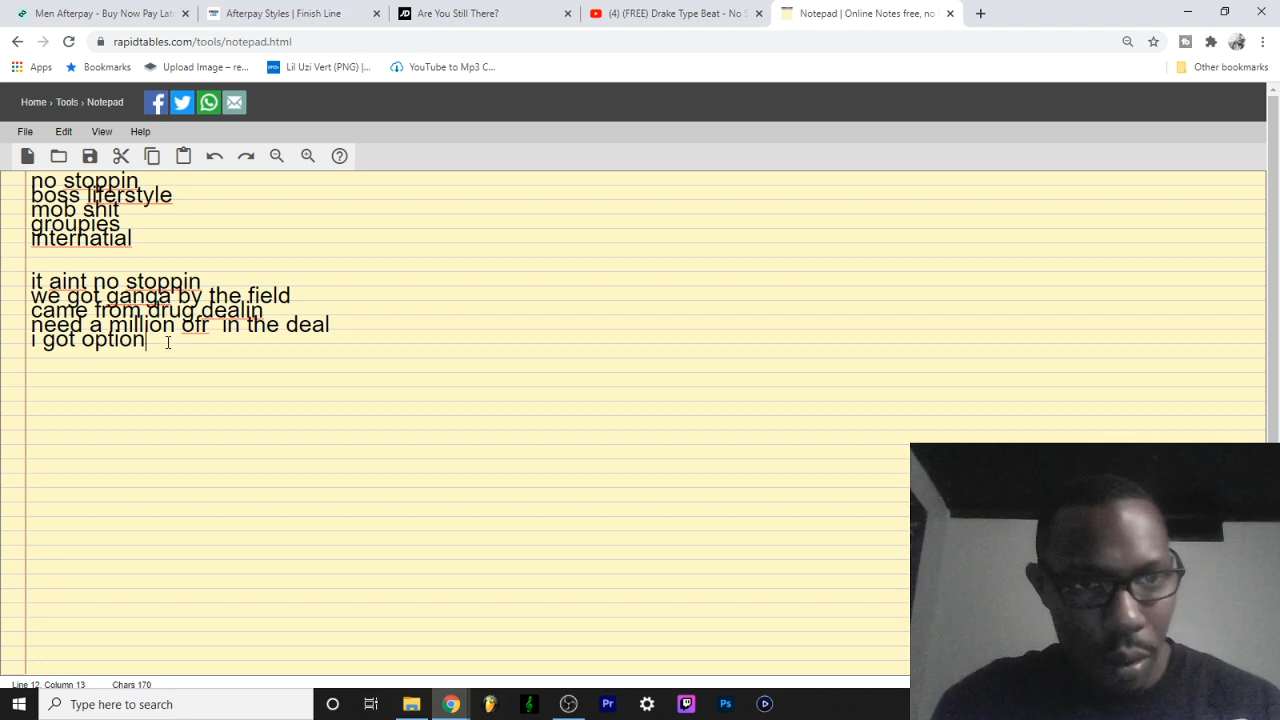 Men Afterpay - Buy Now Pay Late
Afterpay Styles | Finish Line
Are You Still There?
(4) (FREE) Drake Type Beat - No S
Notepad | Online Notes free, no
rapidtables.com/tools/notepad.html
Apps
Bookmarks
Upload Image – re...
Lil Uzi Vert (PNG) |...
YouTube to Mp3 C...
Other bookmarks
Home › Tools › Notepad
File
Edit
View
Help
no stoppin
boss liferstyle
mob shit
groupies
internatial
it aint no stoppin
we got ganga by the field
came from drug dealin
need a million ofr  in the deal
i got option
Line 12  Column 13
Chars 170
Type here to search